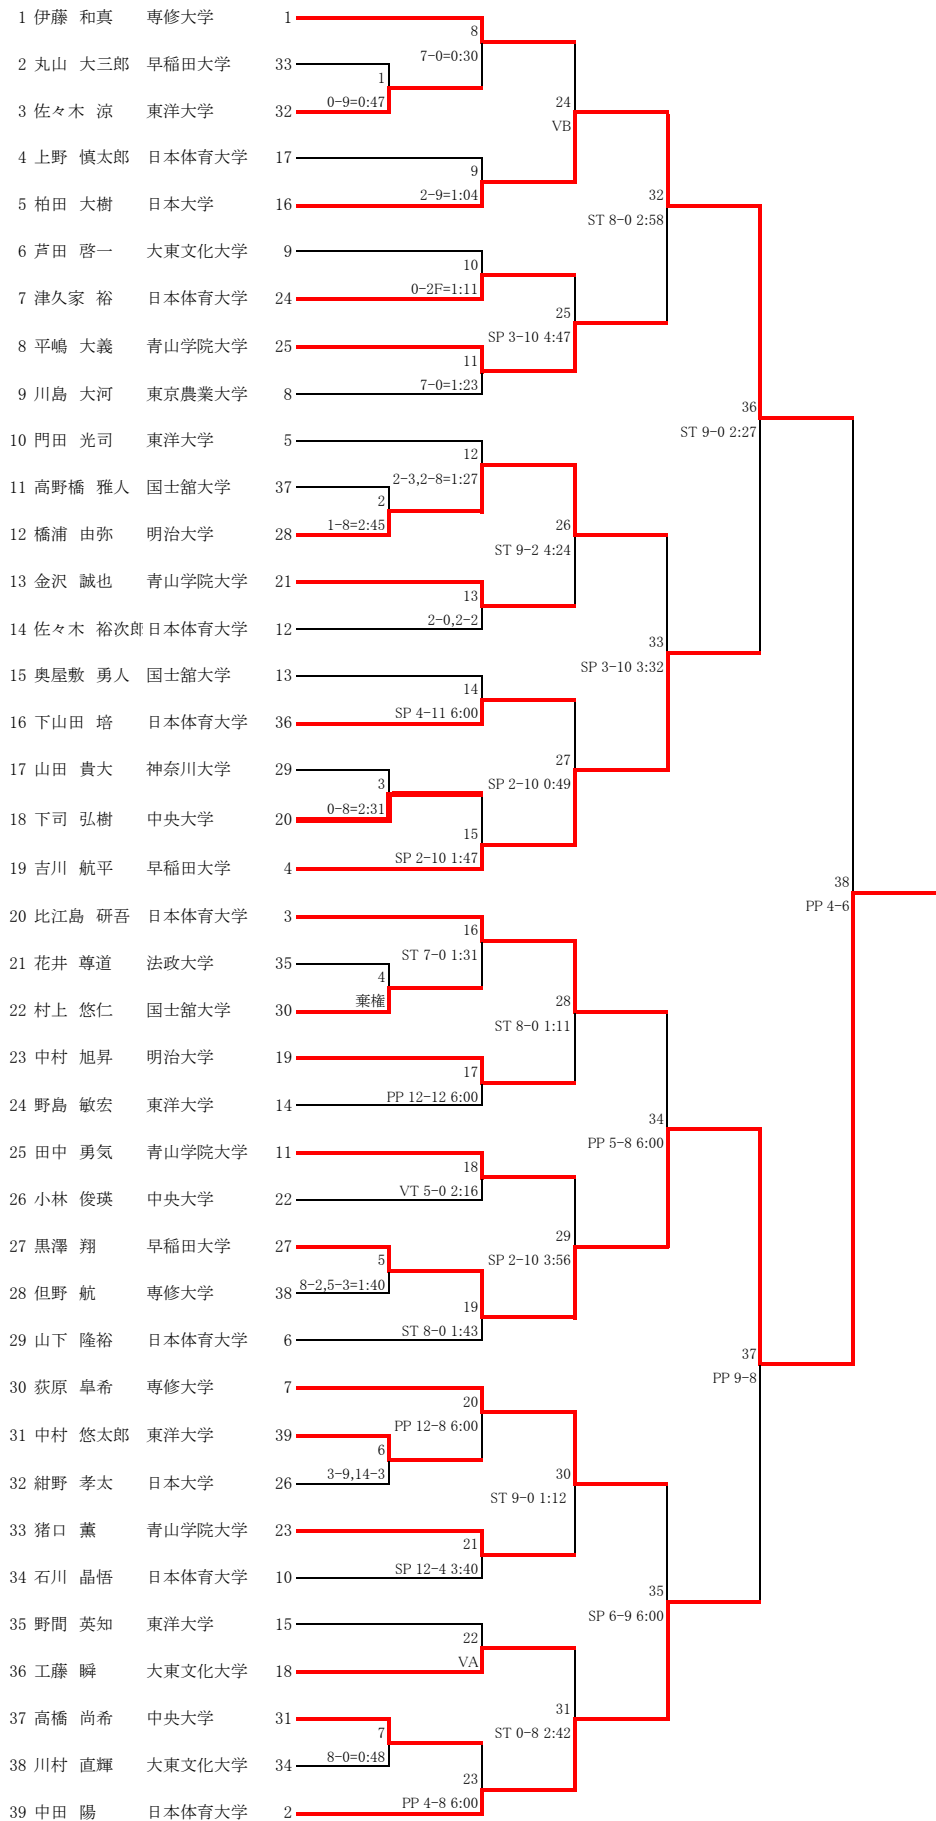 1 伊藤 和真 専修大学 1
8
7-0=0:30
2 丸山 大三郎 早稲田大学 33
1
0-9=0:47
3 佐々木 涼 東洋大学 32
24
VB
4 上野 慎太郎 日本体育大学 17
9
2-9=1:04
5 柏田 大樹 日本大学 16
32
ST 8-0 2:58
6 芦田 啓一 大東文化大学 9
10
0-2F=1:11
7 津久家 裕 日本体育大学 24
25
SP 3-10 4:47
8 平嶋 大義 青山学院大学 25
11
7-0=1:23
9 川島 大河 東京農業大学 8
36
ST 9-0 2:27
10 門田 光司 東洋大学 5
12
2-3,2-8=1:27
11 高野橋 雅人 国士舘大学 37
2
1-8=2:45
12 橋浦 由弥 明治大学 28
26
ST 9-2 4:24
13 金沢 誠也 青山学院大学 21
13
2-0,2-2
14 佐々木 裕次郎 日本体育大学 12
33
SP 3-10 3:32
15 奥屋敷 勇人 国士舘大学 13
14
SP 4-11 6:00
16 下山田 培 日本体育大学 36
27
SP 2-10 0:49
17 山田 貴大 神奈川大学 29
3
0-8=2:31
18 下司 弘樹 中央大学 20
15
SP 2-10 1:47
19 吉川 航平 早稲田大学 4
38
PP 4-6
20 比江島 研吾 日本体育大学 3
16
ST 7-0 1:31
21 花井 尊道 法政大学 35
4
棄権
22 村上 悠仁 国士舘大学 30
28
ST 8-0 1:11
23 中村 旭昇 明治大学 19
17
PP 12-12 6:00
24 野島 敏宏 東洋大学 14
34
PP 5-8 6:00
25 田中 勇気 青山学院大学 11
18
VT 5-0 2:16
26 小林 俊瑛 中央大学 22
29
SP 2-10 3:56
27 黒澤 翔 早稲田大学 27
5
8-2,5-3=1:40
28 但野 航 専修大学 38
19
ST 8-0 1:43
29 山下 隆裕 日本体育大学 6
37
PP 9-8
30 荻原 皐希 専修大学 7
20
PP 12-8 6:00
31 中村 悠太郎 東洋大学 39
6
3-9,14-3
32 紺野 孝太 日本大学 26
30
ST 9-0 1:12
33 猪口 薫 青山学院大学 23
21
SP 12-4 3:40
34 石川 晶悟 日本体育大学 10
35
SP 6-9 6:00
35 野間 英知 東洋大学 15
22
VA
36 工藤 瞬 大東文化大学 18
31
ST 0-8 2:42
37 高橋 尚希 中央大学 31
7
8-0=0:48
38 川村 直輝 大東文化大学 34
23
PP 4-8 6:00
39 中田 陽 日本体育大学 2